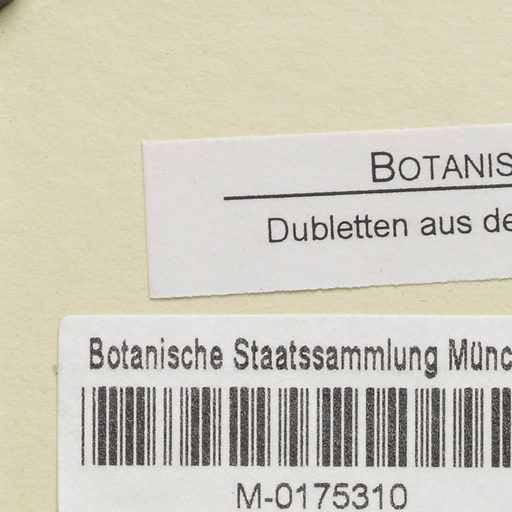 BOTANIS
Dubletten aus de
Botanische Staatssammlung Münc
M-0175310